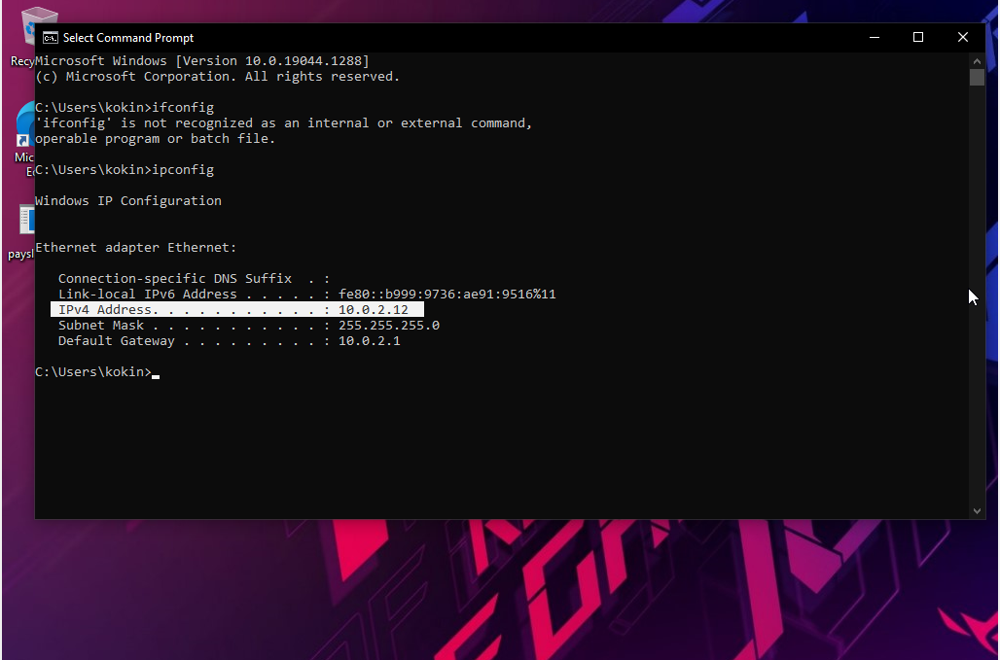 Select Command Prompt
Microsoft Windows [Version 10.0.19044.1288]
(c) Microsoft Corporation. All rights reserved.
C:\Users\kokin>ifconfig
'ifconfig' is not recognized as an internal or external command,
operable program or batch file.
C:\Users\kokin>ipconfig
Windows IP Configuration
Ethernet adapter Ethernet:
Connection-specific DNS Suffix  . :
Link-local IPv6 Address . . . . . : fe80::b999:9736:ae91:9516%11
IPv4 Address. . . . . . . . . . . : 10.0.2.12
Subnet Mask . . . . . . . . . . . : 255.255.255.0
Default Gateway . . . . . . . . . : 10.0.2.1
C:\Users\kokin>
Recy
Mic
E
paysl